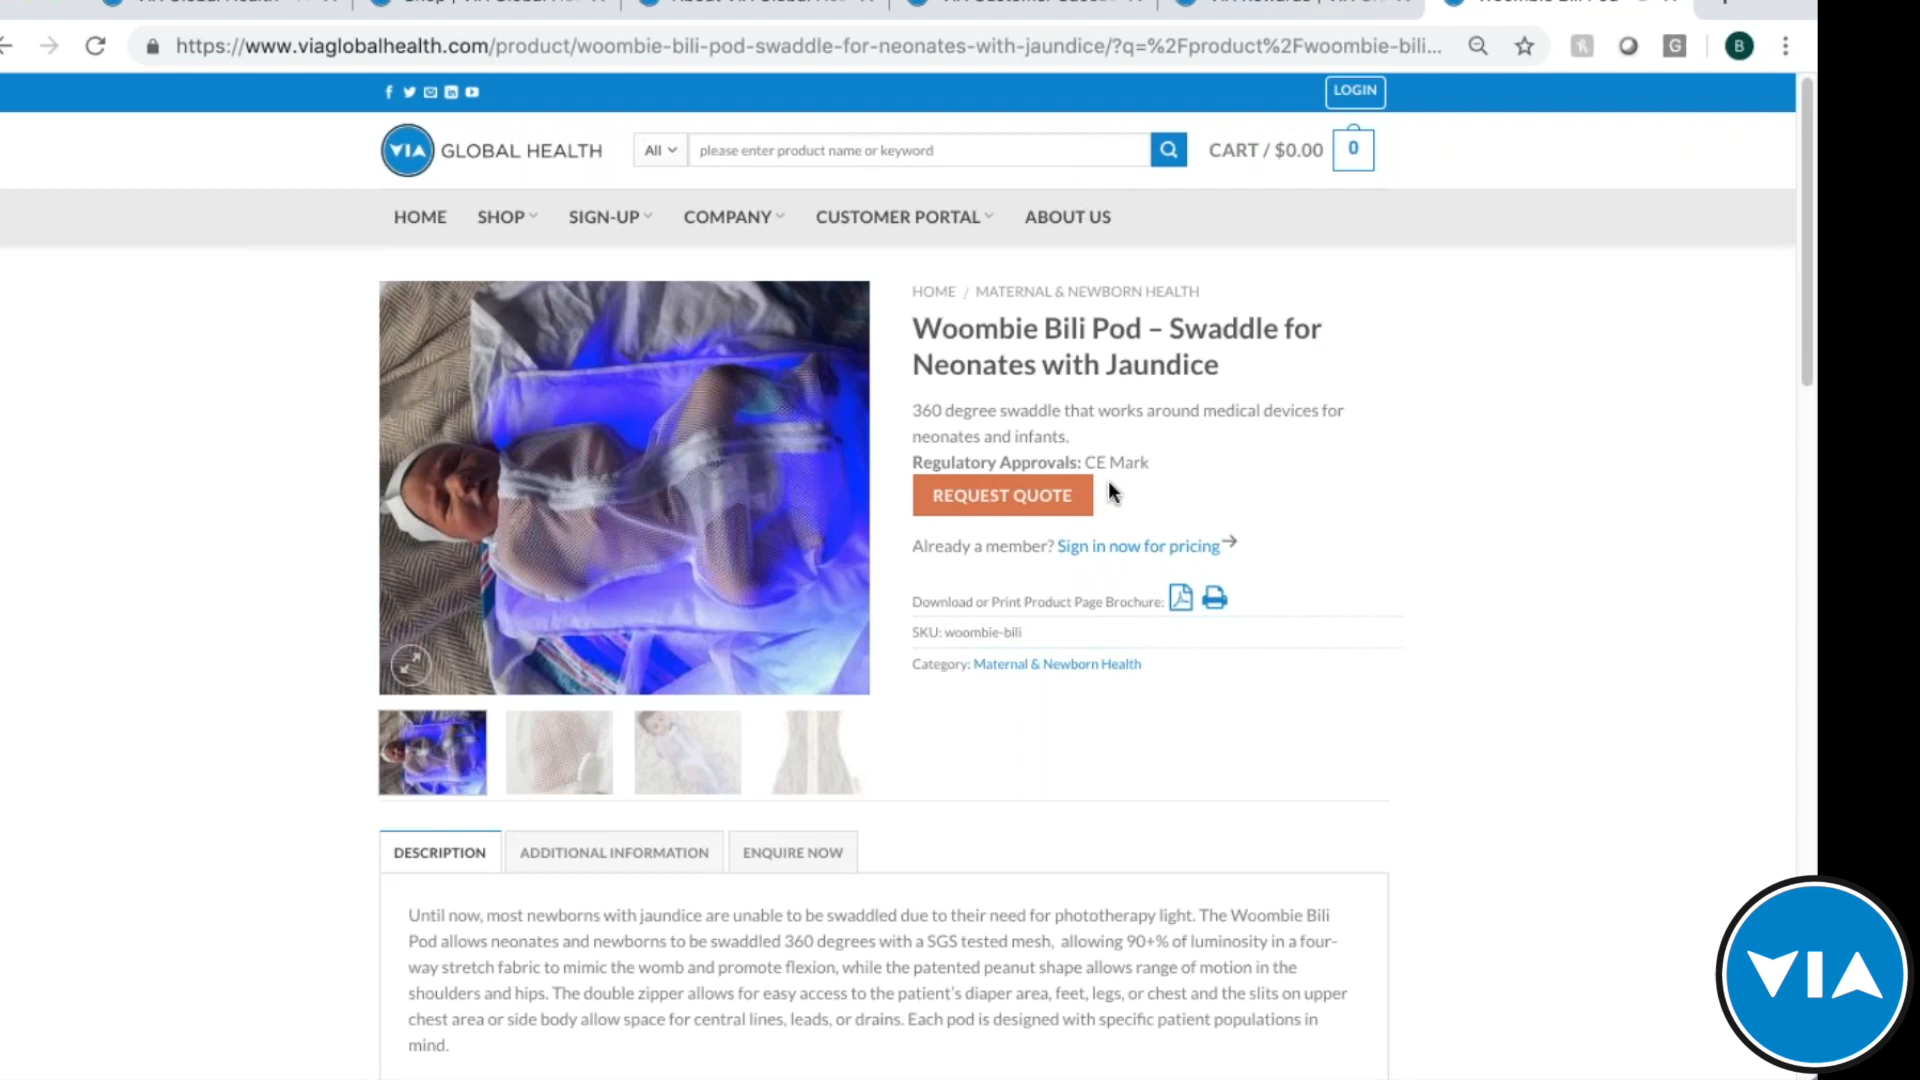 https://www.viaglobalhealth.com/product/woombie-bili-pod-swaddle-for-neonates-with-jaundice/?q=%2Fproduct%2Fwoombie-bili...
B
LOGIN
VIA GLOBAL HEALTH
All
please enter product name or keyword
CART / $0.00
0
HOME
SHOP
SIGN-UP
COMPANY
CUSTOMER PORTAL
ABOUT US
HOME / MATERNAL & NEWBORN HEALTH
Woombie Bili Pod – Swaddle for
Neonates with Jaundice
360 degree swaddle that works around medical devices for
neonates and infants.
Regulatory Approvals: CE Mark
REQUEST QUOTE
Already a member? Sign in now for pricing
Download or Print Product Page Brochure:
SKU: woombie-bili
Category: Maternal & Newborn Health
DESCRIPTION
ADDITIONAL INFORMATION
ENQUIRE NOW
Until now, most newborns with jaundice are unable to be swaddled due to their need for phototherapy light. The Woombie Bili
Pod allows neonates and newborns to be swaddled 360 degrees with a SGS tested mesh, allowing 90+% of luminosity in a four-
way stretch fabric to mimic the womb and promote flexion, while the patented peanut shape allows range of motion in the
shoulders and hips. The double zipper allows for easy access to the patient's diaper area, feet, legs, or chest and the slits on upper
chest area or side body allow space for central lines, leads, or drains. Each pod is designed with specific patient populations in
mind.
VIA